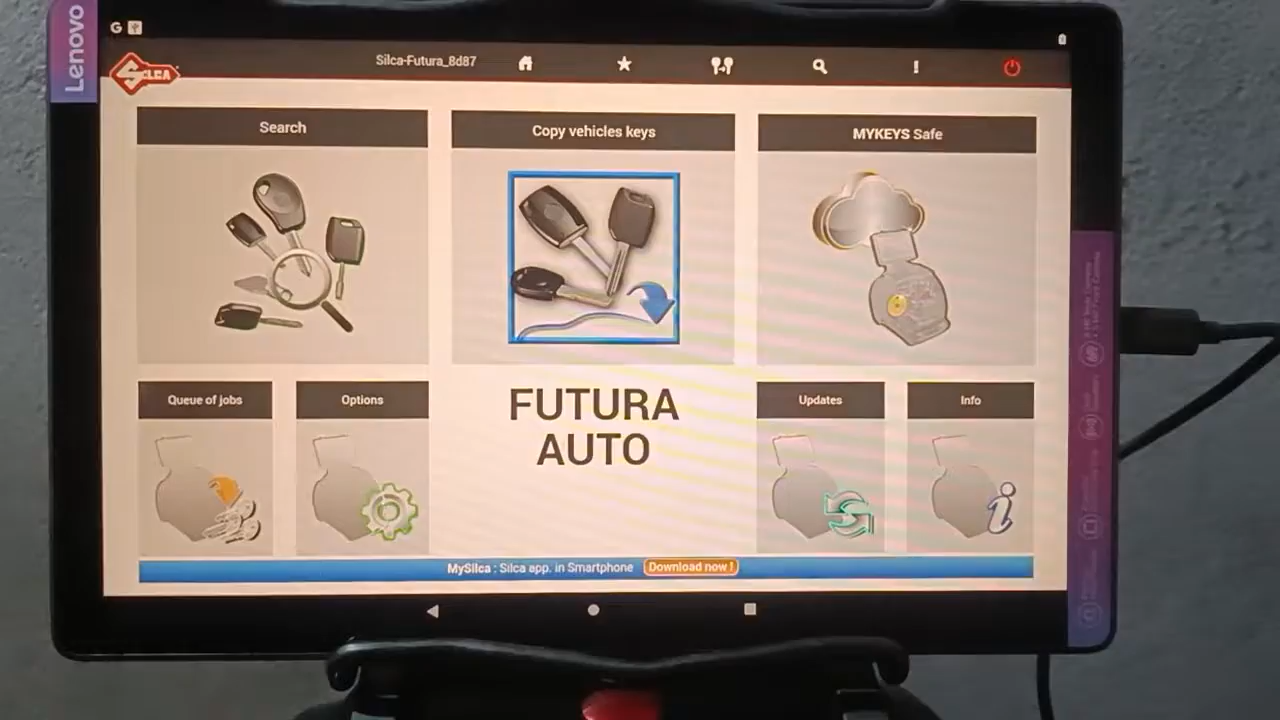 Lenovo
G
SILCA
Silca-Futura_8d87
Search
Copy vehicles keys
MYKEYS Safe
Queue of jobs
Options
FUTURA
AUTO
Updates
Info
MySilca : Silca app. in Smartphone Download now !